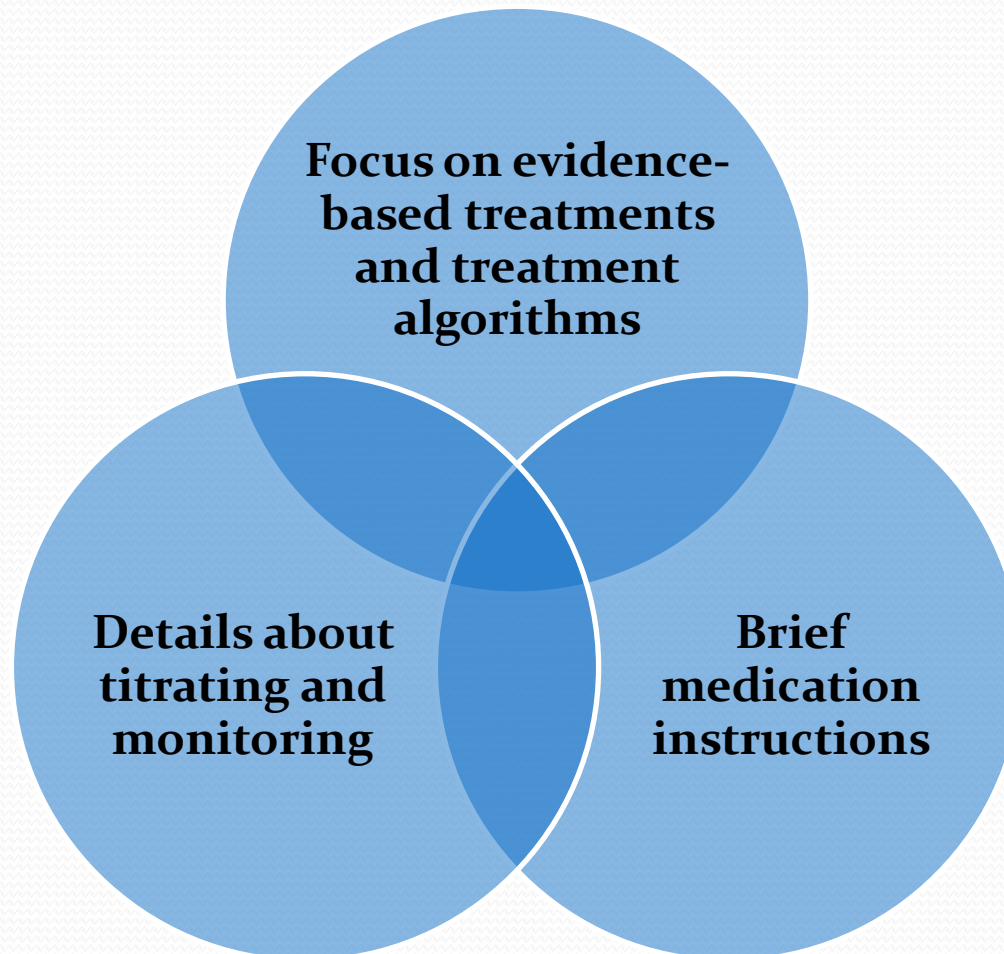 Focus on evidence-
based treatments
and treatment
algorithms
Details about
titrating and
monitoring
Brief
medication
instructions